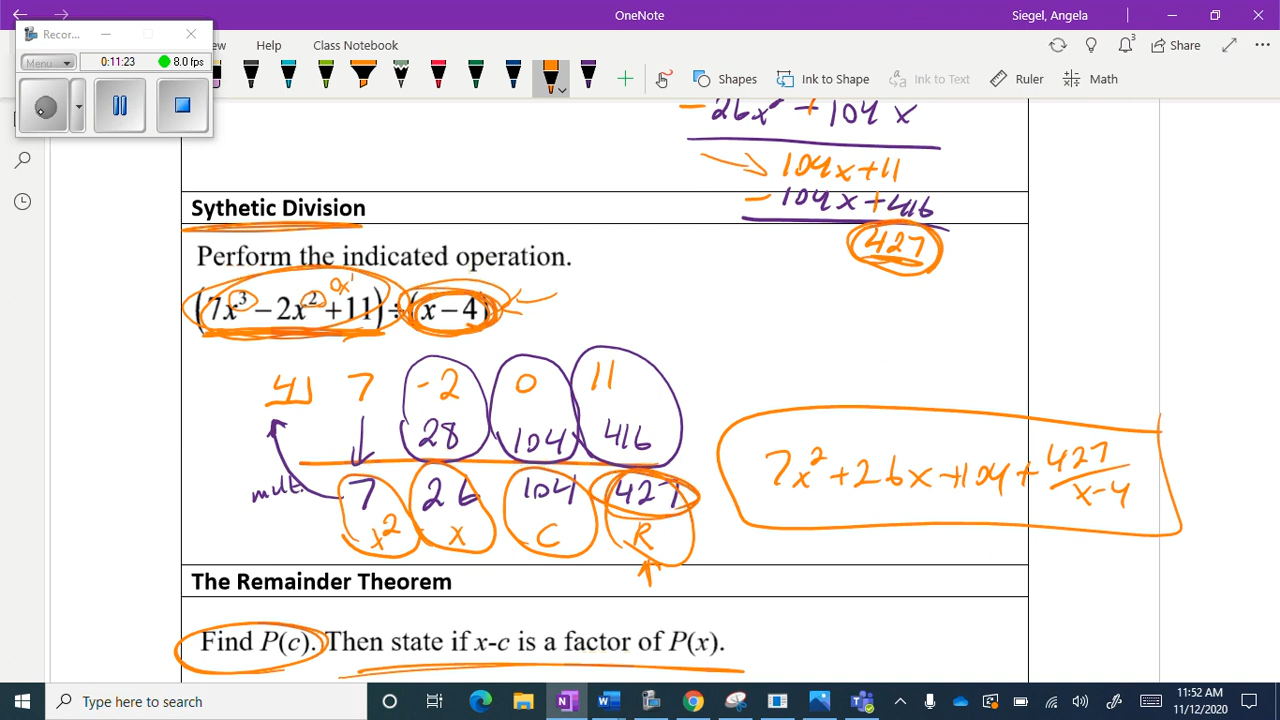 OneNote
Siegel, Angela
Recor...
Menu
0:11:23
8.0 fps
ew
Help
Class Notebook
Share
Shapes
Ink to Shape
Ink to Text
Ruler
Math
- 26x² + 104x
104x+11
- 104x + 416
427
Sythetic Division
Perform the indicated operation.
0x¹
(7x³ − 2x² + 11) ÷ (x − 4)
4 7 -2 0 11
28 104 416
mult. 7 26 104 427
x² x C R
7x² + 26x + 104 + 427/x-4
The Remainder Theorem
Find P(c). Then state if x-c is a factor of P(x).
Type here to search
11:52 AM
11/12/2020